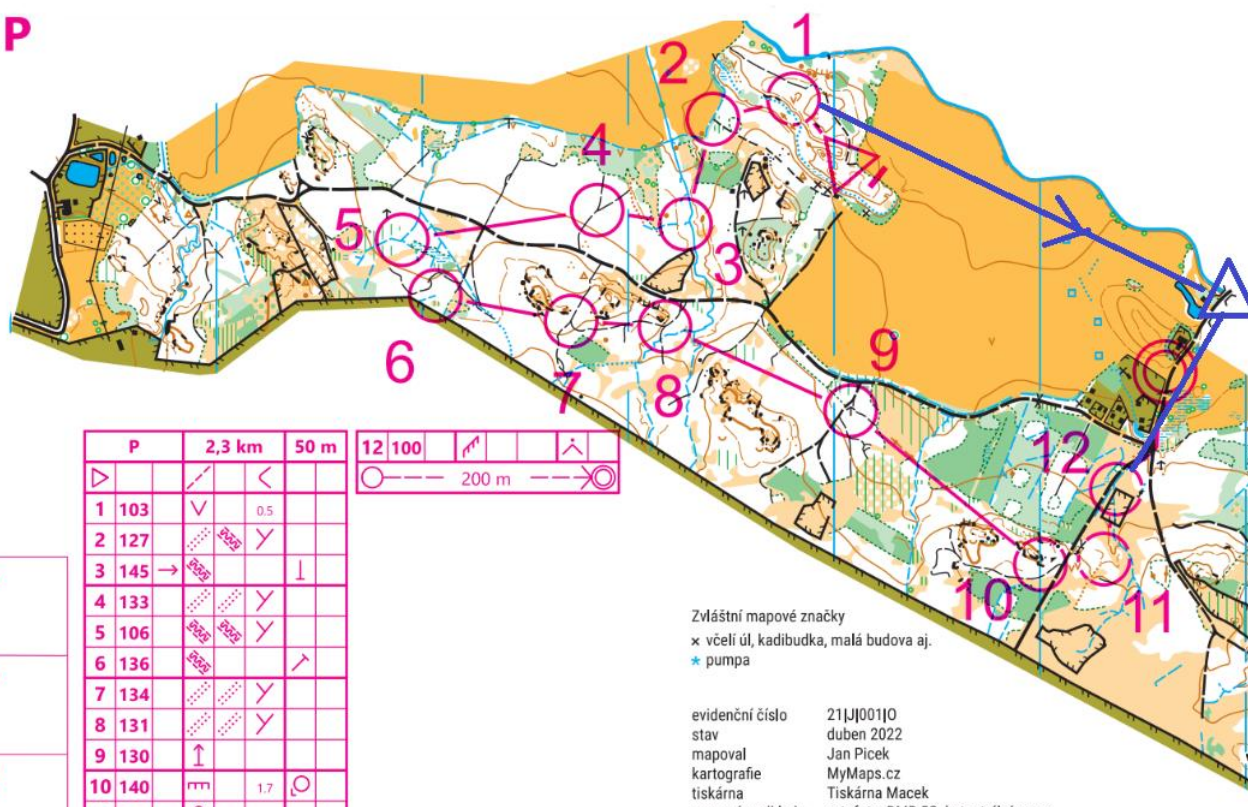 P
1
2
4
5
3
9
6
7
8
12
10
11
P 2,3 km 50 m
1 103 0.5
2 127
3 145
4 133
5 106
6 136
7 134
8 131
9 130
10 140 1.7
12 100
200 m
Zvláštní mapové značky
× včelí úl, kadibudka, malá budova aj.
* pumpa
evidenční číslo 21|J|001|O
stav duben 2022
mapoval Jan Picek
kartografie MyMaps.cz
tiskárna Tiskárna Macek